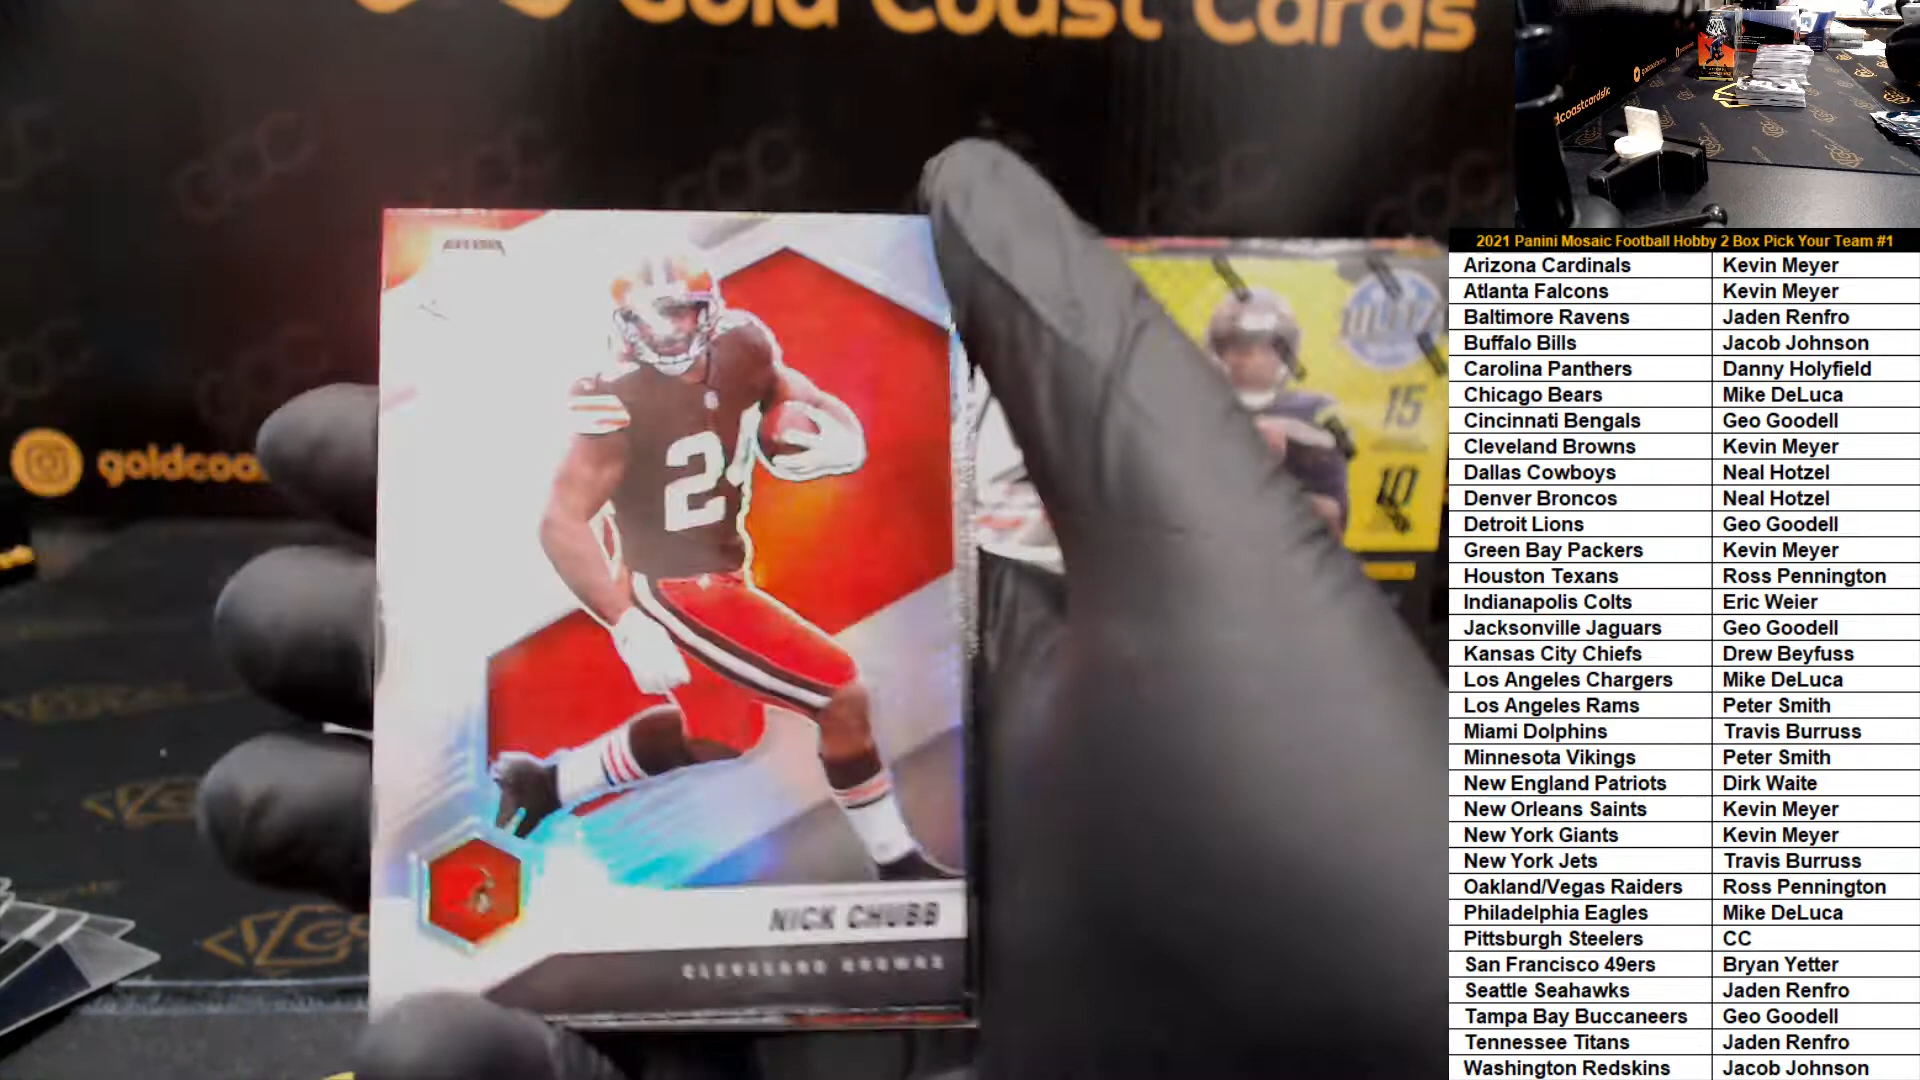 Gold Coast Cards
goldcoa
dcoastcardsllc
24
NICK CHUBB
CLEVELAND BROWNS
15
10
2021 Panini Mosaic Football Hobby 2 Box Pick Your Team #1
Arizona Cardinals Kevin Meyer
Atlanta Falcons Kevin Meyer
Baltimore Ravens Jaden Renfro
Buffalo Bills Jacob Johnson
Carolina Panthers Danny Holyfield
Chicago Bears Mike DeLuca
Cincinnati Bengals Geo Goodell
Cleveland Browns Kevin Meyer
Dallas Cowboys Neal Hotzel
Denver Broncos Neal Hotzel
Detroit Lions Geo Goodell
Green Bay Packers Kevin Meyer
Houston Texans Ross Pennington
Indianapolis Colts Eric Weier
Jacksonville Jaguars Geo Goodell
Kansas City Chiefs Drew Beyfuss
Los Angeles Chargers Mike DeLuca
Los Angeles Rams Peter Smith
Miami Dolphins Travis Burruss
Minnesota Vikings Peter Smith
New England Patriots Dirk Waite
New Orleans Saints Kevin Meyer
New York Giants Kevin Meyer
New York Jets Travis Burruss
Oakland/Vegas Raiders Ross Pennington
Philadelphia Eagles Mike DeLuca
Pittsburgh Steelers CC
San Francisco 49ers Bryan Yetter
Seattle Seahawks Jaden Renfro
Tampa Bay Buccaneers Geo Goodell
Tennessee Titans Jaden Renfro
Washington Redskins Jacob Johnson